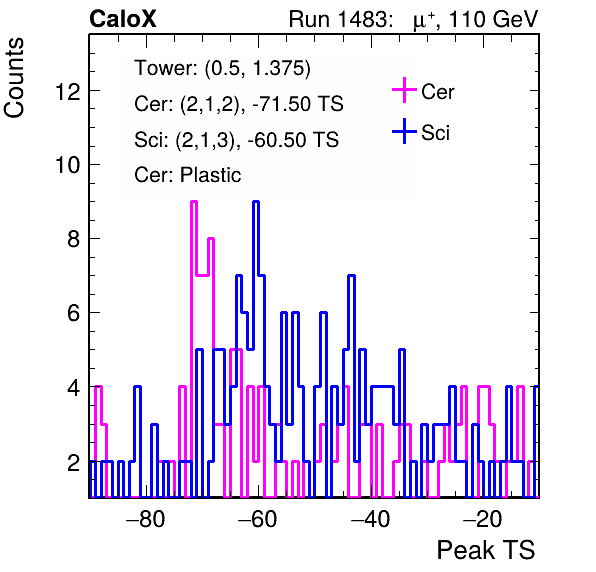 CaloX Run 1483: μ⁺, 110 GeV
Counts
Tower: (0.5, 1.375)
Cer: (2,1,2), -71.50 TS
Sci: (2,1,3), -60.50 TS
Cer: Plastic
Cer
Sci
12
10
8
6
4
2
−80 −60 −40 −20
Peak TS